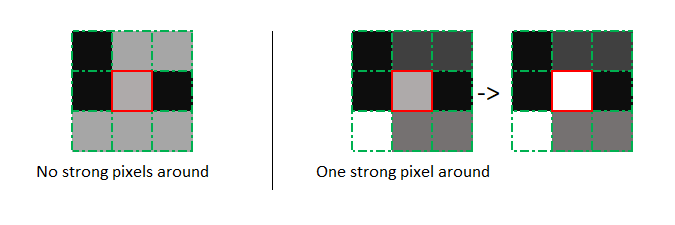 ->
No strong pixels around
One strong pixel around